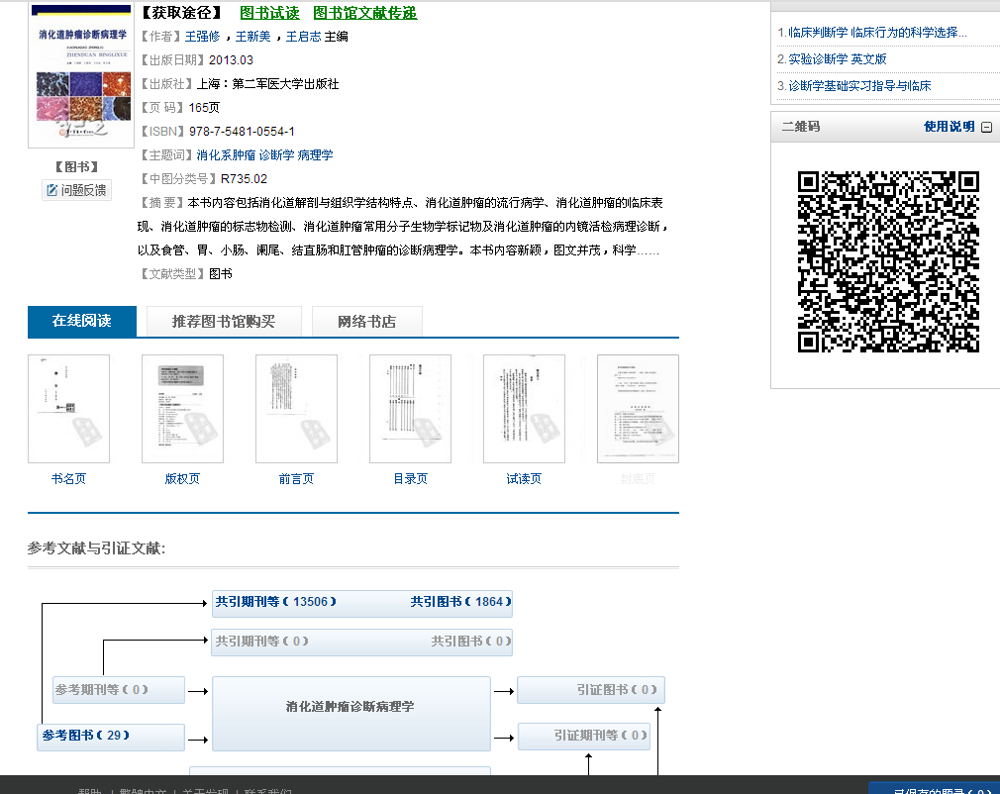 消化道肿瘤诊断病理学
【获取途径】 图书试读 图书馆文献传递
【作者】王强修 ，王新美 ，王启志 主编
【出版日期】2013.03
【出版社】上海：第二军医大学出版社
【页 码】165页
【ISBN】978-7-5481-0554-1
【主题词】消化系肿瘤 诊断学 病理学
【中图分类号】R735.02
【摘 要】本书内容包括消化道解剖与组织学结构特点、消化道肿瘤的流行病学、消化道肿瘤的临床表
现、消化道肿瘤的标志物检测、消化道肿瘤常用分子生物学标记物及消化道肿瘤的内镜活检病理诊断，
以及食管、胃、小肠、阑尾、结直肠和肛管肿瘤的诊断病理学。本书内容新颖，图文并茂，科学……
【文献类型】图书
【图书】
问题反馈
1.临床判断学 临床行为的科学选择...
2.实验诊断学 英文版
3.诊断学基础实习指导与临床
二维码 使用说明
在线阅读 推荐图书馆购买 网络书店
书名页 版权页 前言页 目录页 试读页 封底页
参考文献与引证文献:
共引期刊等（13506） 共引图书（1864）
共引期刊等（0） 共引图书（0）
参考期刊等（0） 消化道肿瘤诊断病理学 引证图书（0）
参考图书（29） 引证期刊等（0）
帮助 | 繁體中文 | 关于发现 | 联系我们 已保存的题录（0）